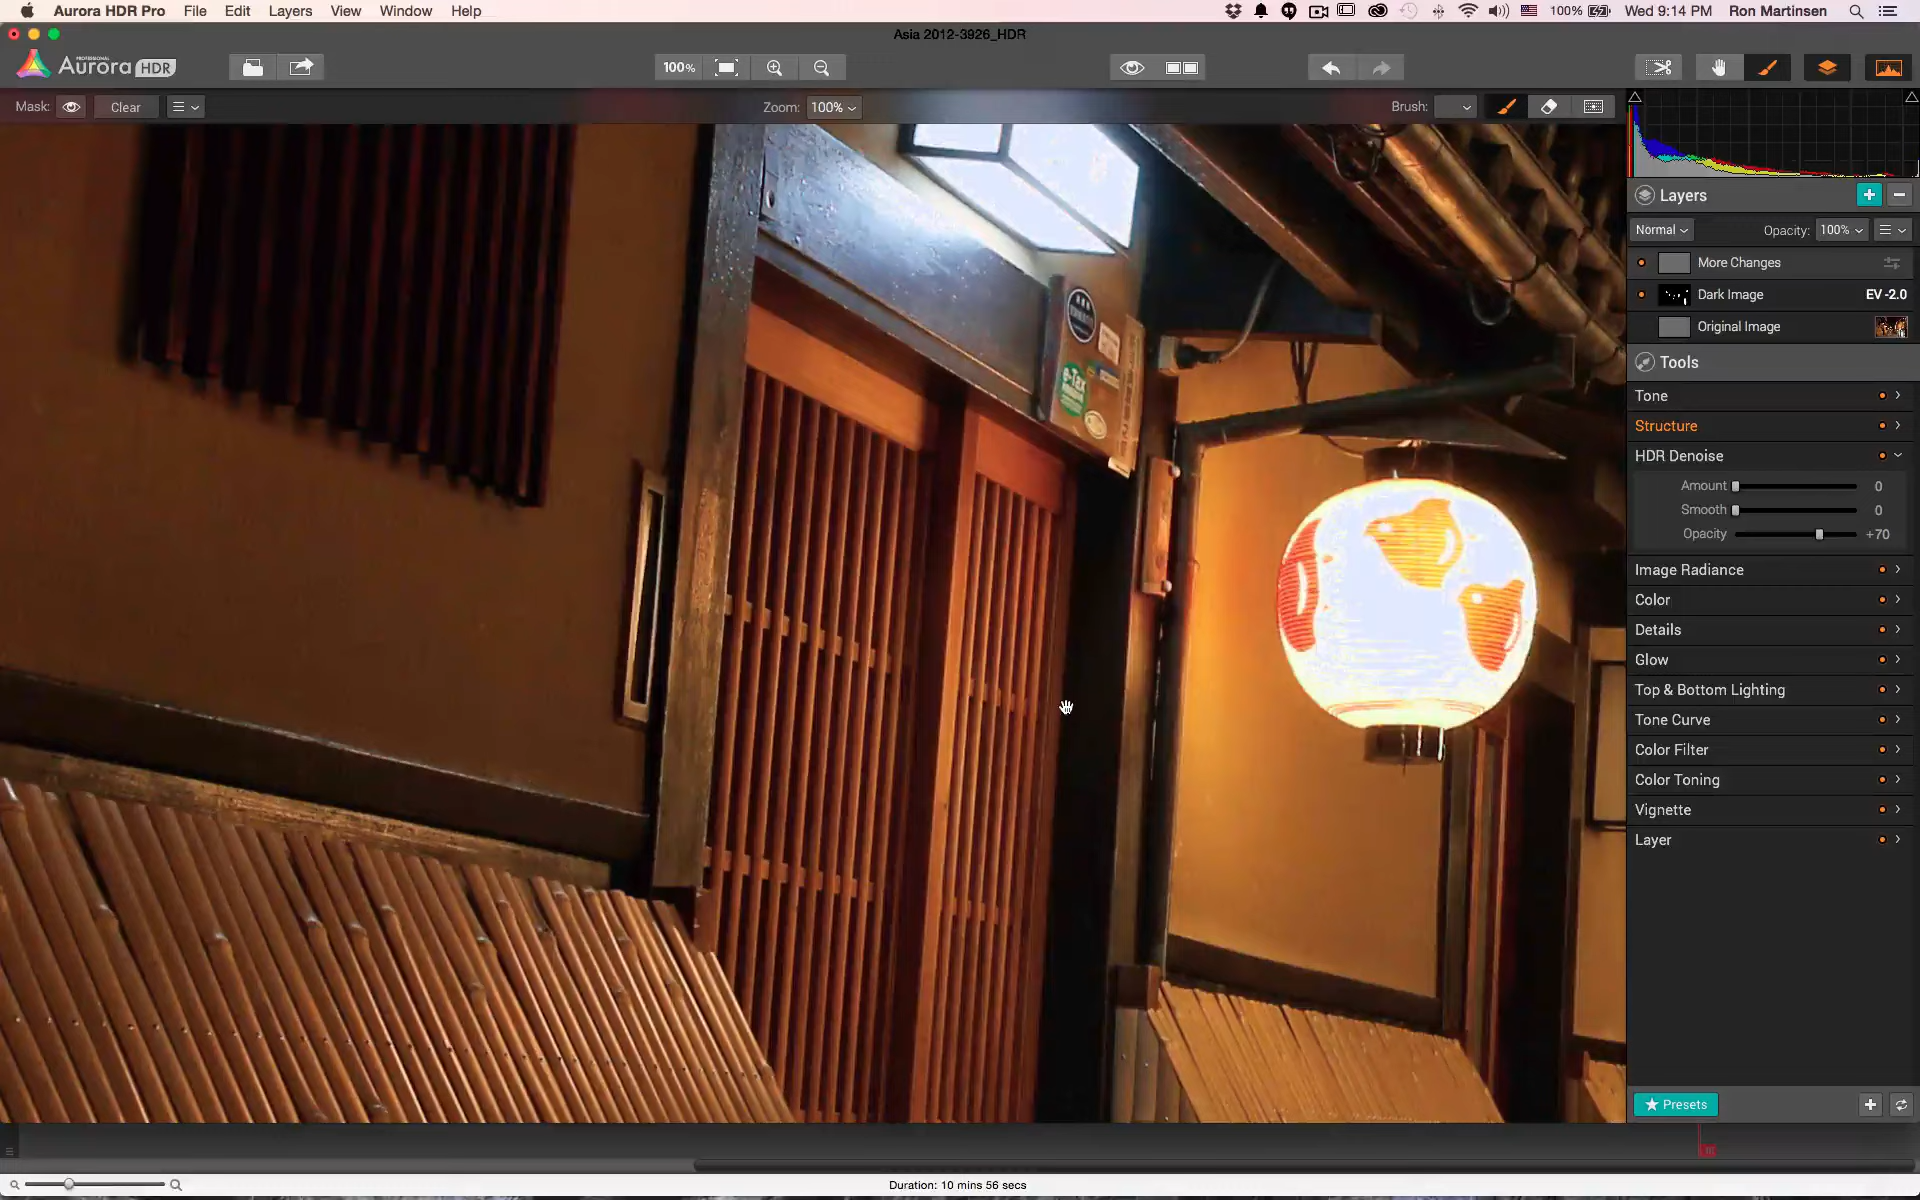 Aurora HDR Pro File Edit Layers View Window Help 100% Wed 9:14 PM Ron Martinsen
Asia 2012-3926_HDR
PROFESSIONAL
Aurora HDR 100%
Mask: Clear Zoom: 100% Brush:
Layers
Normal Opacity: 100%
More Changes
Dark Image EV -2.0
Original Image
Tools
Tone
Structure
HDR Denoise
Amount 0
Smooth 0
Opacity +70
Image Radiance
Color
Details
Glow
Top & Bottom Lighting
Tone Curve
Color Filter
Color Toning
Vignette
Layer
Presets
e-Tax
Duration: 10 mins 56 secs